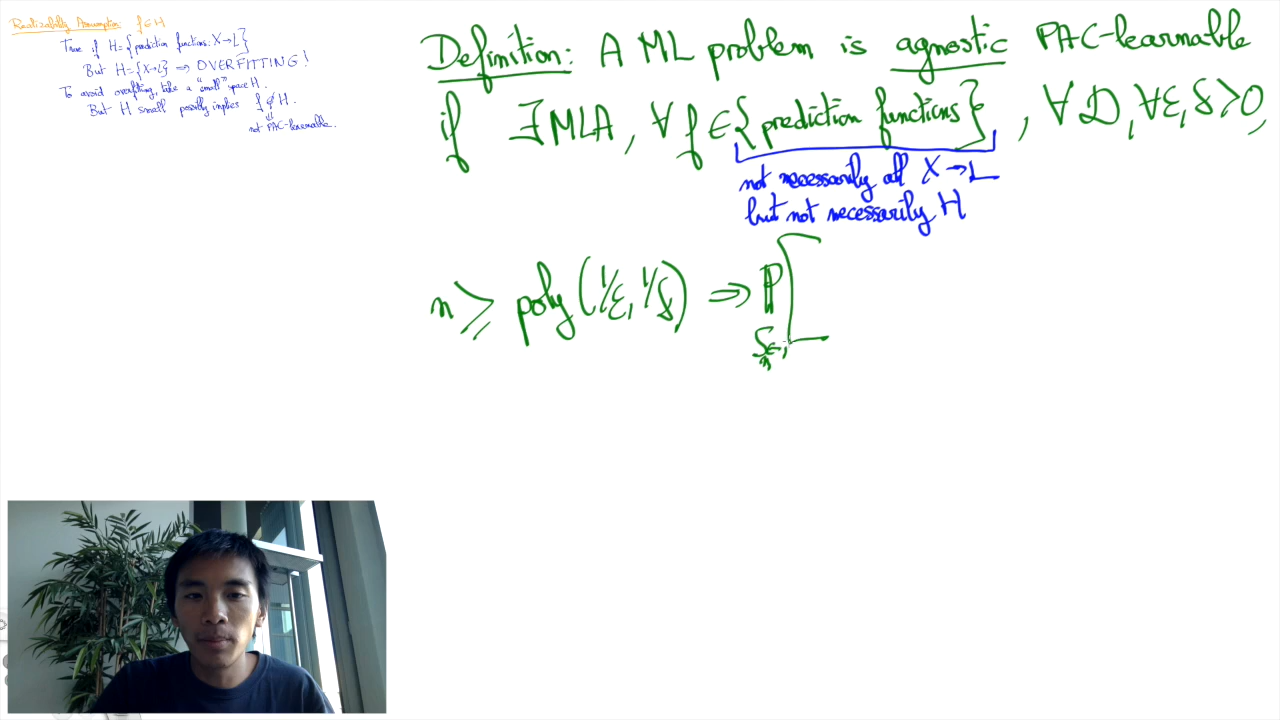 Realizability Assumption: f ∈ H
True if H = {prediction functions: X → L}
But H = {X → L} ⇒ OVERFITTING!
To avoid overfitting, take a "small" space H.
But H small possibly implies f ∉ H.
⇓
not PAC-learnable.
Definition: A ML problem is agnostic PAC-learnable
if ∃ MLA, ∀ f ∈ {prediction functions}, ∀ D, ∀ ε, δ > 0,
not necessarily all X → L
but not necessarily H
n ⩾ poly(1/ε, 1/δ) ⇒ P[
S ∈
n